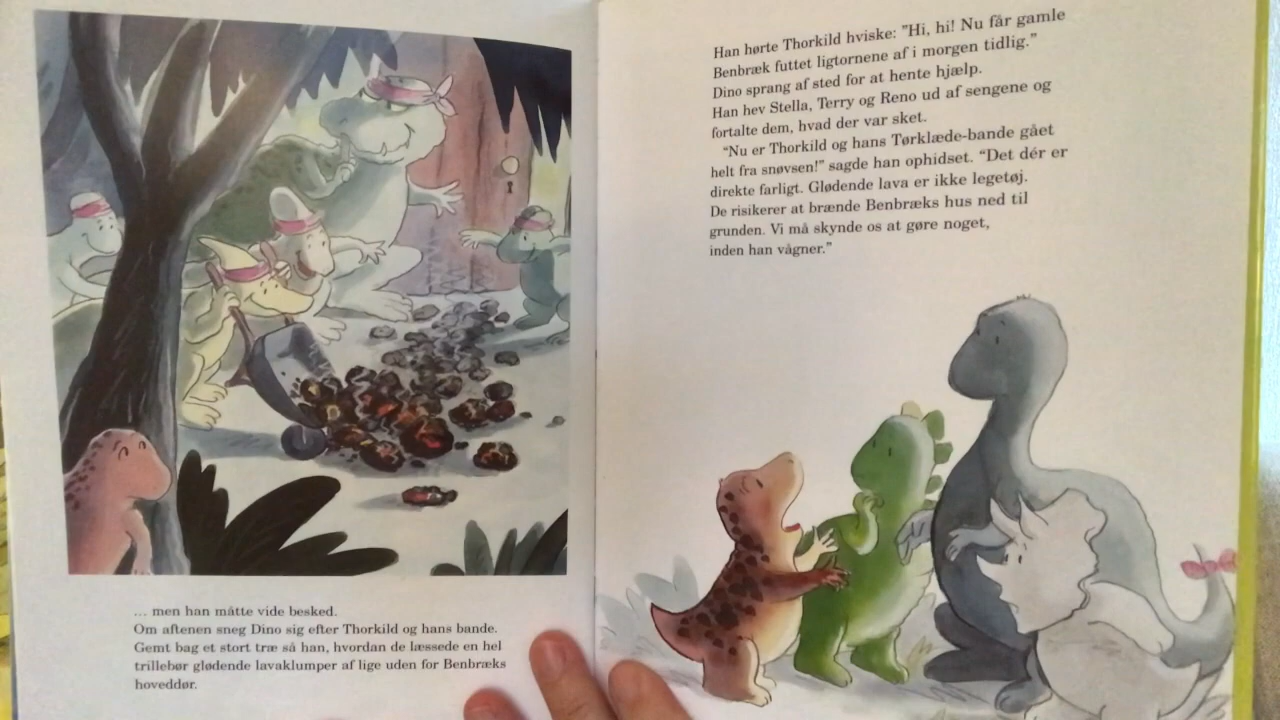 ... men han måtte vide besked.
Om aftenen sneg Dino sig efter Thorkild og hans bande.
Gemt bag et stort træ så han, hvordan de læssede en hel
trillebør glødende lavaklumper af lige uden for Benbræks
hoveddør.
Han hørte Thorkild hviske: ”Hi, hi! Nu får gamle
Benbræk futtet ligtornene af i morgen tidlig.”
Dino sprang af sted for at hente hjælp.
Han hev Stella, Terry og Reno ud af sengene og
fortalte dem, hvad der var sket.
“Nu er Thorkild og hans Tørklæde-bande gået
helt fra snøvsen!” sagde han ophidset. “Det dér er
direkte farligt. Glødende lava er ikke legetøj.
De risikerer at brænde Benbræks hus ned til
grunden. Vi må skynde os at gøre noget,
inden han vågner.”